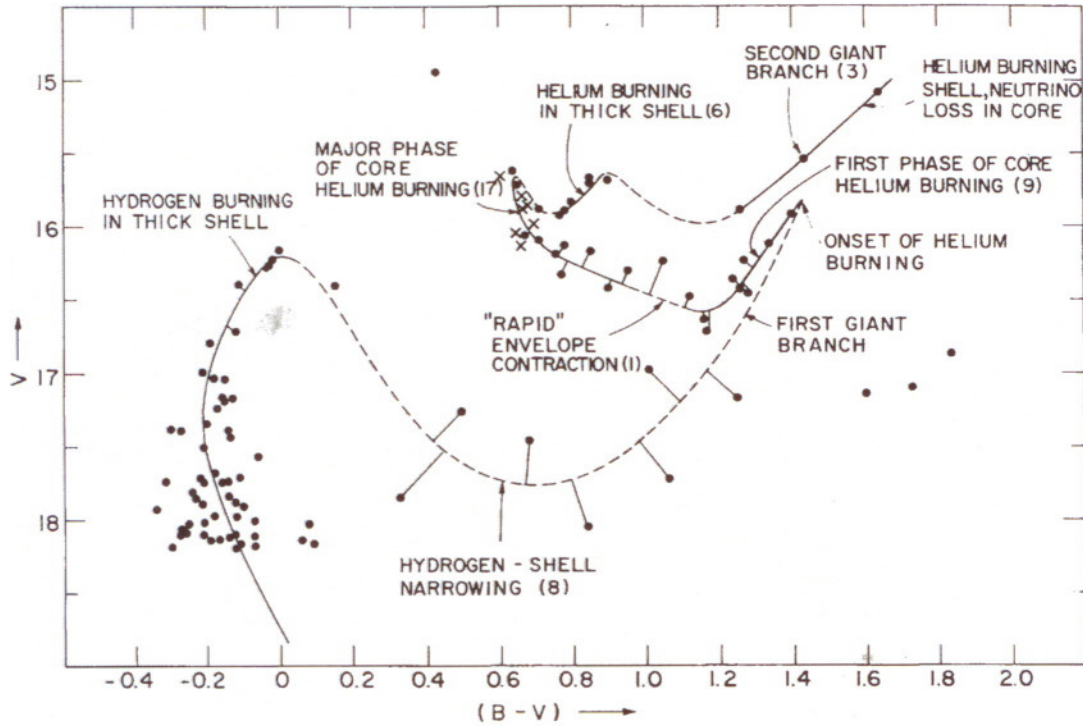 SECOND GIANT
BRANCH (3)
HELIUM BURNING
SHELL, NEUTRINO
LOSS IN CORE
HELIUM BURNING
IN THICK SHELL (6)
MAJOR PHASE
OF CORE
HELIUM BURNING (17)
FIRST PHASE OF CORE
HELIUM BURNING (9)
HYDROGEN BURNING
IN THICK SHELL
ONSET OF HELIUM
BURNING
"RAPID"
ENVELOPE
CONTRACTION (1)
FIRST GIANT
BRANCH
HYDROGEN - SHELL
NARROWING (8)
15
16
17
18
V
-0.4 -0.2 0 0.2 0.4 0.6 0.8 1.0 1.2 1.4 1.6 1.8 2.0
(B - V)